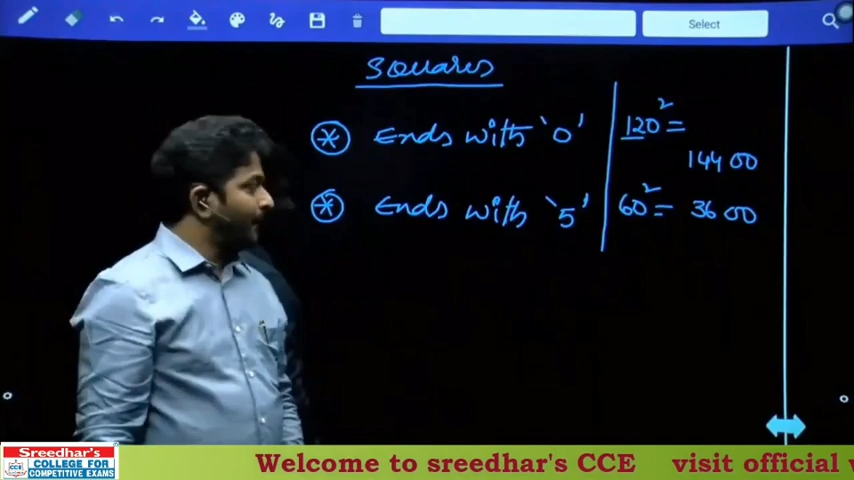 Select
Squares
* Ends with '0'
120² =
14400
* Ends with '5'
60² = 3600
Sreedhar's
CCE
COLLEGE FOR
COMPETITIVE EXAMS
Welcome to sreedhar's CCE visit official v